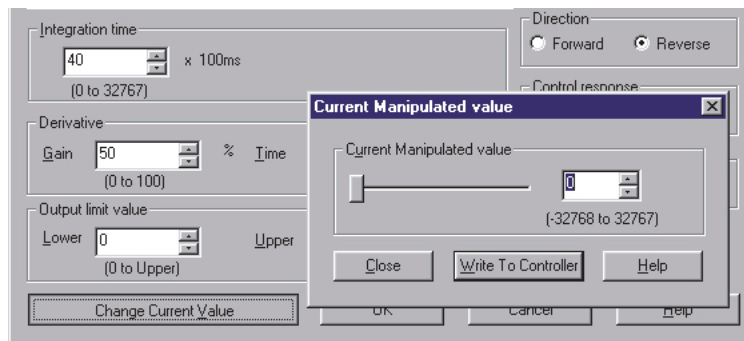 Integration time
40 x 100ms
(0 to 32767)
Derivative
Gain 50 % Time
(0 to 100)
Output limit value
Lower 0 Upper
(0 to Upper)
Change Current Value
OK Cancel Help
Direction
Forward Reverse
Control response
Current Manipulated value
Current Manipulated value
0
(-32768 to 32767)
Close Write To Controller Help